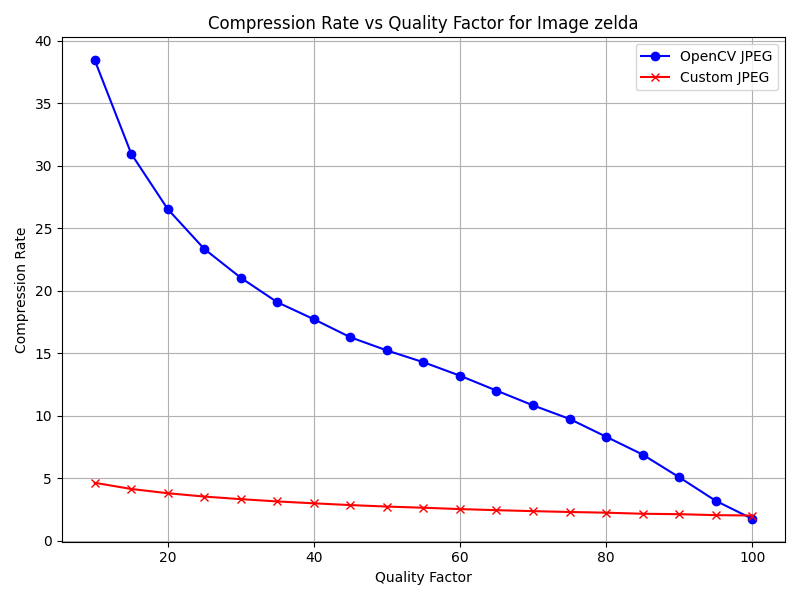 Compression Rate vs Quality Factor for Image zelda
OpenCV JPEG
Custom JPEG
Compression Rate
40
35
30
25
20
15
10
5
0
20 40 60 80 100
Quality Factor